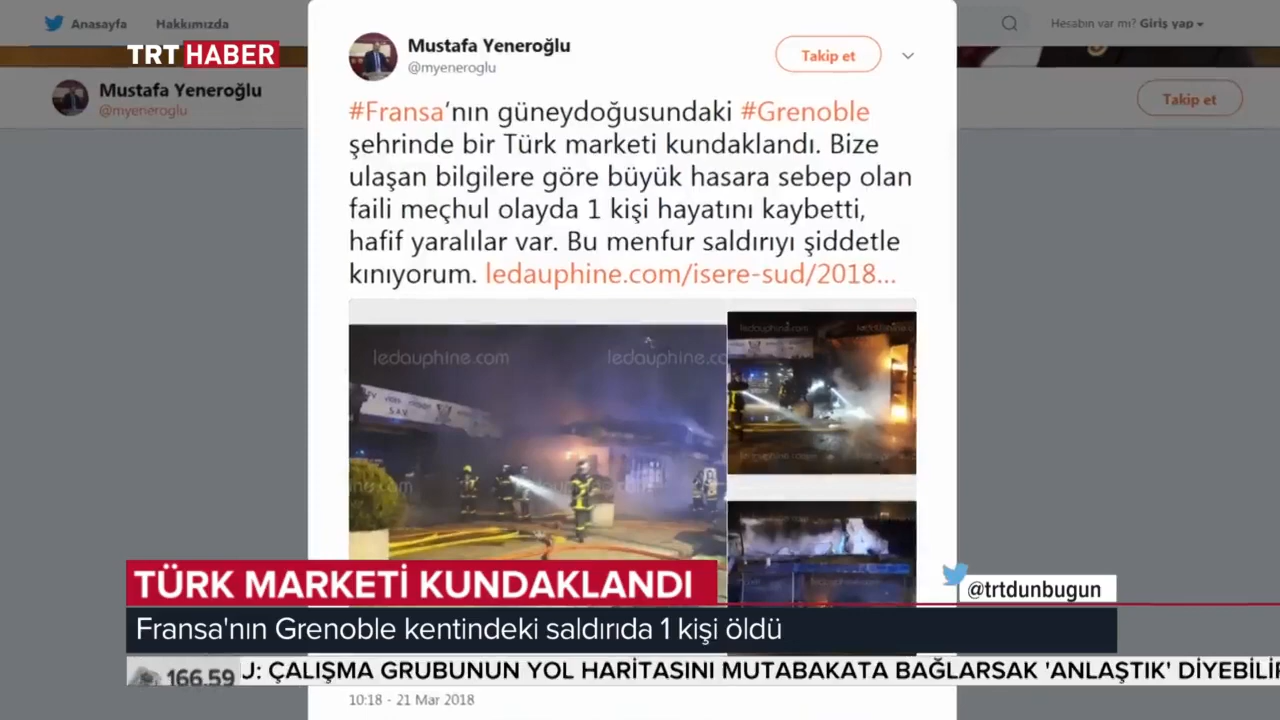 Anasayfa Hakkımızda
Hesabın var mı? Giriş yap
TRT HABER
Mustafa Yeneroğlu
@myeneroglu
Takip et
Mustafa Yeneroğlu
@myeneroglu
Takip et
#Fransa'nın güneydoğusundaki #Grenoble
şehrinde bir Türk marketi kundaklandı. Bize
ulaşan bilgilere göre büyük hasara sebep olan
faili meçhul olayda 1 kişi hayatını kaybetti,
hafif yaralılar var. Bu menfur saldırıyı şiddetle
kınıyorum. ledauphine.com/isere-sud/2018...
ledauphine.com ledauphine.co
ledauphine.com
S.A.V.
ne.com
TÜRK MARKETİ KUNDAKLANDI
@trtdunbugun
Fransa'nın Grenoble kentindeki saldırıda 1 kişi öldü
166.59 U: ÇALIŞMA GRUBUNUN YOL HARİTASINI MUTABAKATA BAĞLARSAK 'ANLAŞTIK' DİYEBİLİR
10:18 - 21 Mar 2018